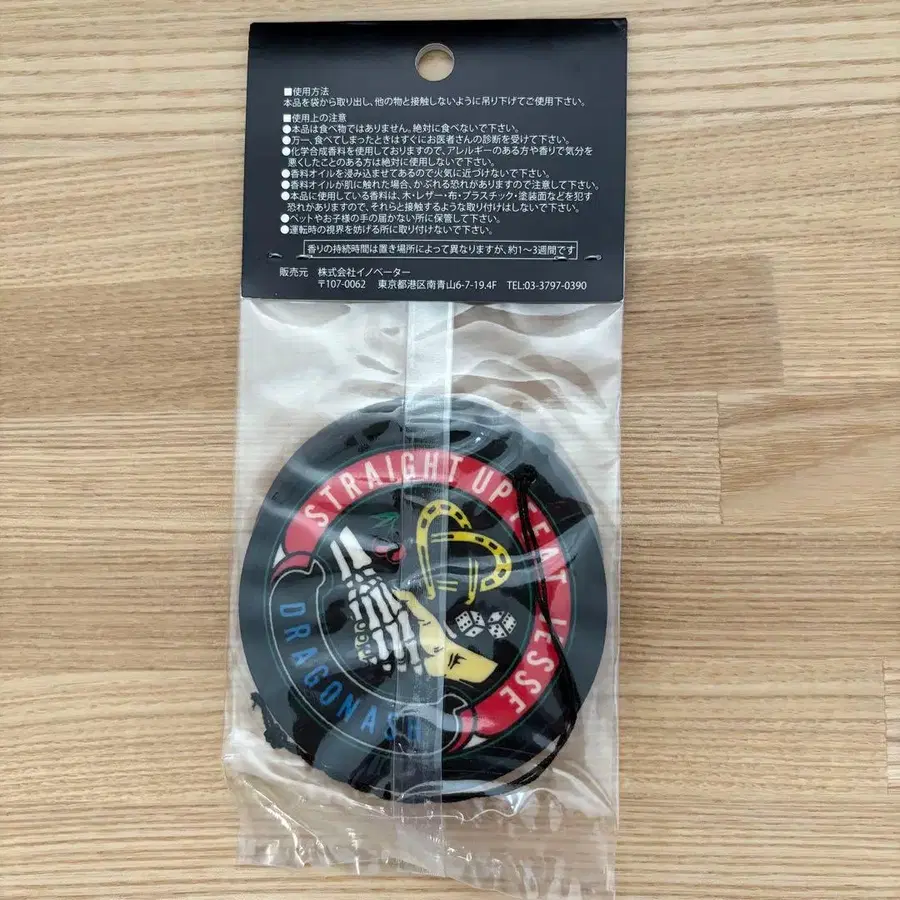 ■使用方法
本品を袋から取り出し、他の物と接触しないように吊り下げてご使用下さい。
■使用上の注意
●本品は食べ物ではありません。絶対に食べないで下さい。
●万一、食べてしまったときはすぐにお医者さんの診断を受けて下さい。
●化学合成香料を使用しておりますので、アレルギーのある方や香りで気分を
悪くしたことのある方は絶対に使用しないで下さい。
●香料オイルを浸み込ませてあるので火気に近づけないで下さい。
●香料オイルが肌に触れた場合、かぶれる恐れがありますので注意して下さい。
●本品に使用している香料は、木・レザー・布・プラスチック・塗装面などを犯す
恐れがありますので、それらと接触するような取り付けはしないで下さい。
●ペットやお子様の手の届かない所に保管して下さい。
●運転時の視界を妨げる所に取り付けないで下さい。
香りの持続時間は置き場所によって異なりますが、約1〜3週間です
販売元 株式会社イノベーター
〒107-0062 東京都港区南青山6-7-19.4F TEL:03-3797-0390
STRAIGHT UP FEAT. JESSE
DRAGONASH